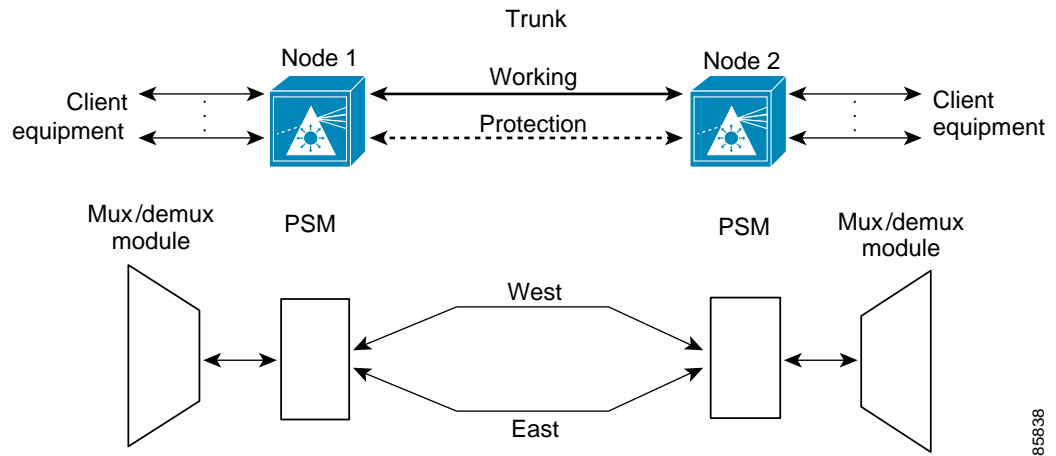 Trunk
Node 1
Working
Node 2
Client
equipment
Protection
Client
equipment
Mux/demux
module
PSM
PSM
Mux/demux
module
West
East
85838